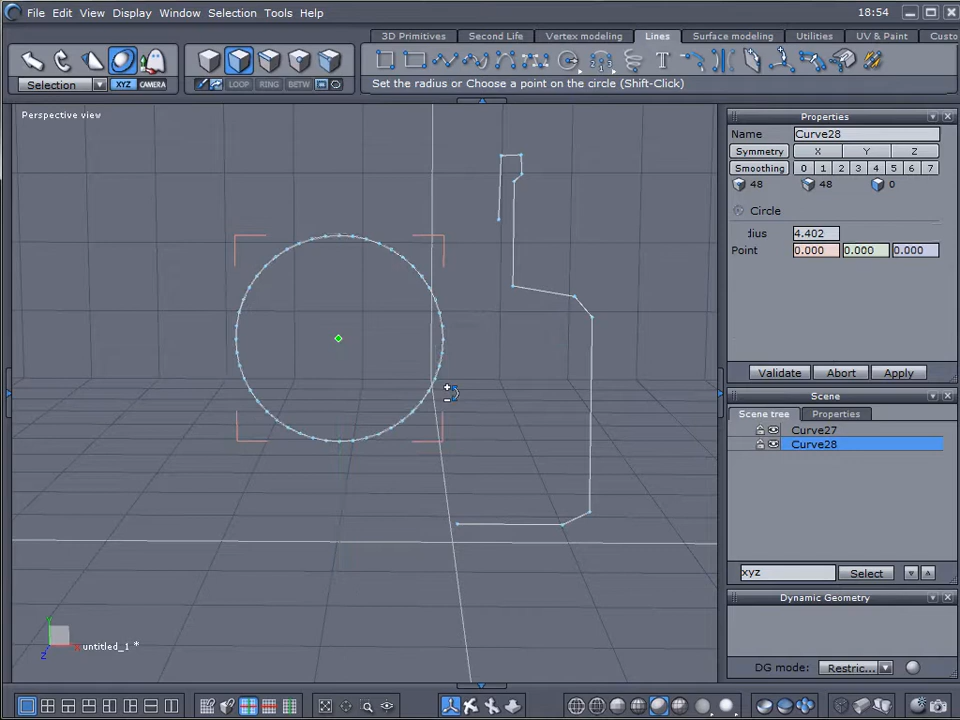 File Edit View Display Window Selection Tools Help 18:54
3D Primitives Second Life Vertex modeling Lines Surface modeling Utilities UV & Paint Custo
Selection XYZ CAMERA LOOP RING BETW Set the radius or Choose a point on the circle (Shift-Click)
Perspective view
Properties
Name Curve28
Symmetry X Y Z
Smoothing 0 1 2 3 4 5 6 7
48 48 0
Circle
dius 4.402
Point 0.000 0.000 0.000
Validate Abort Apply
Scene
Scene tree Properties
Curve27
Curve28
xyz Select
Dynamic Geometry
DG mode: Restric...
Y
X
Z
untitled_1 *